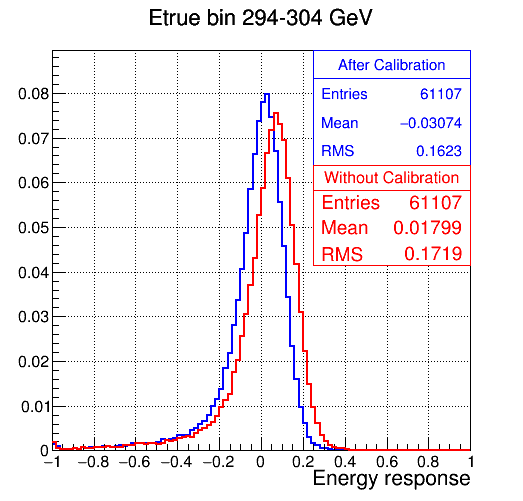 Etrue bin 294-304 GeV
After Calibration
Entries 61107
Mean −0.03074
RMS 0.1623
Without Calibration
Entries 61107
Mean 0.01799
RMS 0.1719
0.08
0.07
0.06
0.05
0.04
0.03
0.02
0.01
0
−1 −0.8 −0.6 −0.4 −0.2 0 0.2 0.4 0.6 0.8 1
Energy response